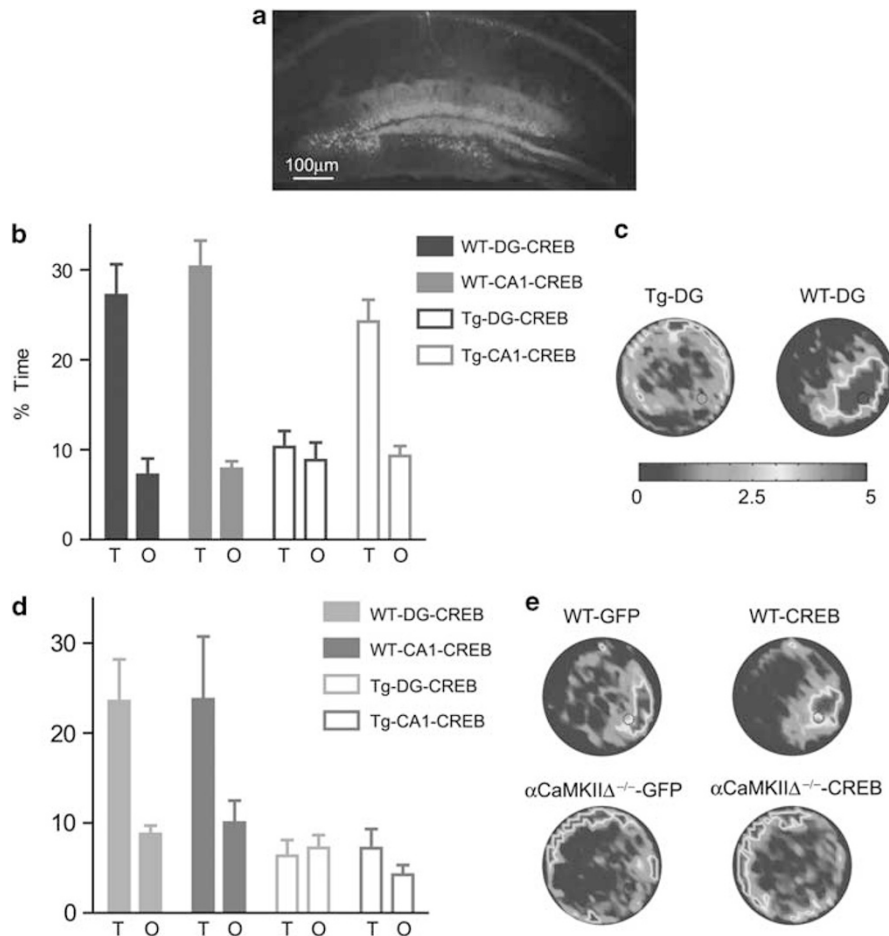 a
100µm
b
% Time
30
20
10
0
T O T O T O T O
WT-DG-CREB
WT-CA1-CREB
Tg-DG-CREB
Tg-CA1-CREB
c
Tg-DG WT-DG
0 2.5 5
d
30
20
10
0
T O T O T O T O
WT-DG-CREB
WT-CA1-CREB
Tg-DG-CREB
Tg-CA1-CREB
e
WT-GFP WT-CREB
αCaMKIIΔ⁻/⁻-GFP αCaMKIIΔ⁻/⁻-CREB